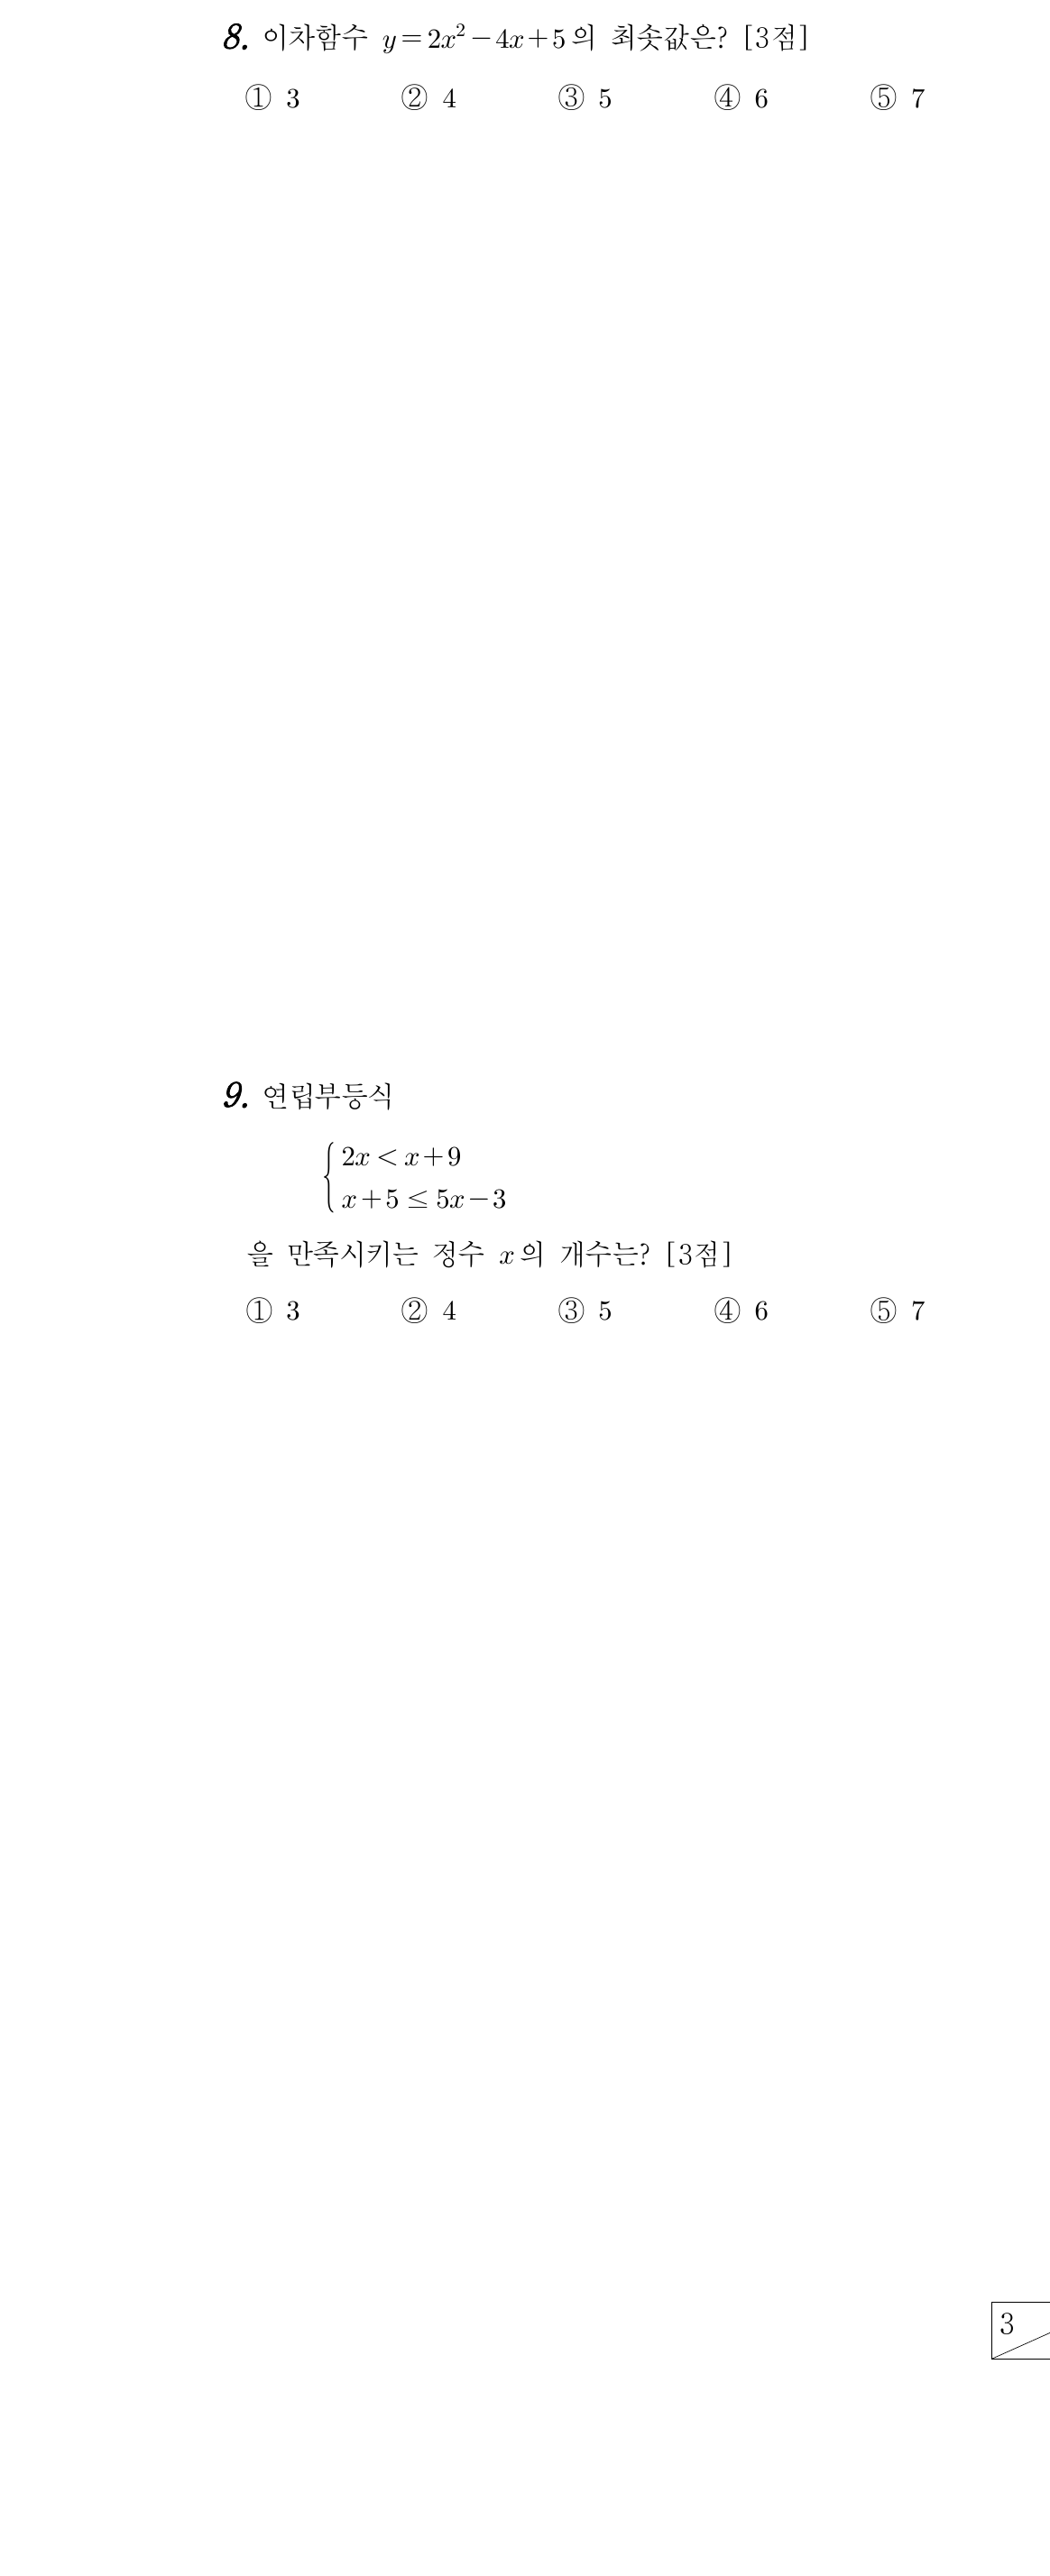 8. 이차함수 y=2x²-4x+5의 최솟값은? [3점]
① 3 ② 4 ③ 5 ④ 6 ⑤ 7
9. 연립부등식
2x < x+9
x+5 ≤ 5x-3
을 만족시키는 정수 x의 개수는? [3점]
① 3 ② 4 ③ 5 ④ 6 ⑤ 7
3